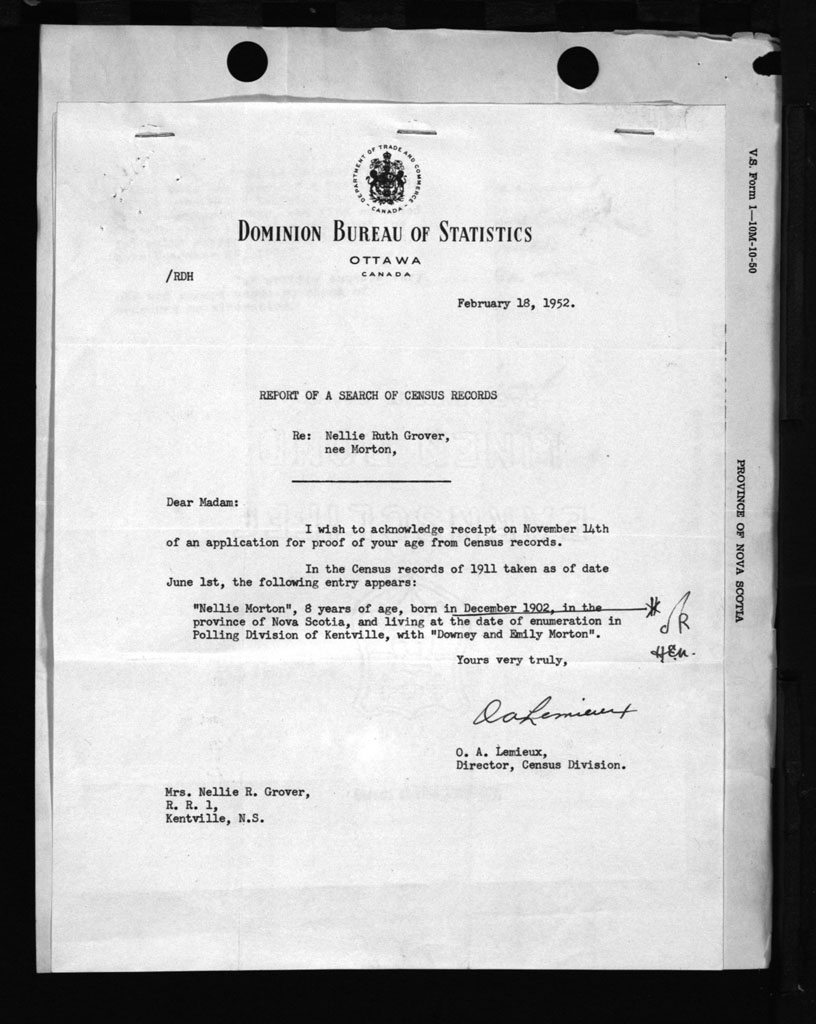 DEPARTMENT OF TRADE AND COMMERCE
- CANADA -
DOMINION BUREAU OF STATISTICS
OTTAWA
CANADA
/RDH
February 18, 1952.
REPORT OF A SEARCH OF CENSUS RECORDS
Re: Nellie Ruth Grover,
nee Morton,
Dear Madam:
I wish to acknowledge receipt on November 14th
of an application for proof of your age from Census records.
In the Census records of 1911 taken as of date
June 1st, the following entry appears:
"Nellie Morton", 8 years of age, born in December 1902, in the
province of Nova Scotia, and living at the date of enumeration in
Polling Division of Kentville, with "Downey and Emily Morton".
Yours very truly,
O A Lemieux
O. A. Lemieux,
Director, Census Division.
Mrs. Nellie R. Grover,
R. R. 1,
Kentville, N.S.
V.S. Form 1—10M-10-50
PROVINCE OF NOVA SCOTIA